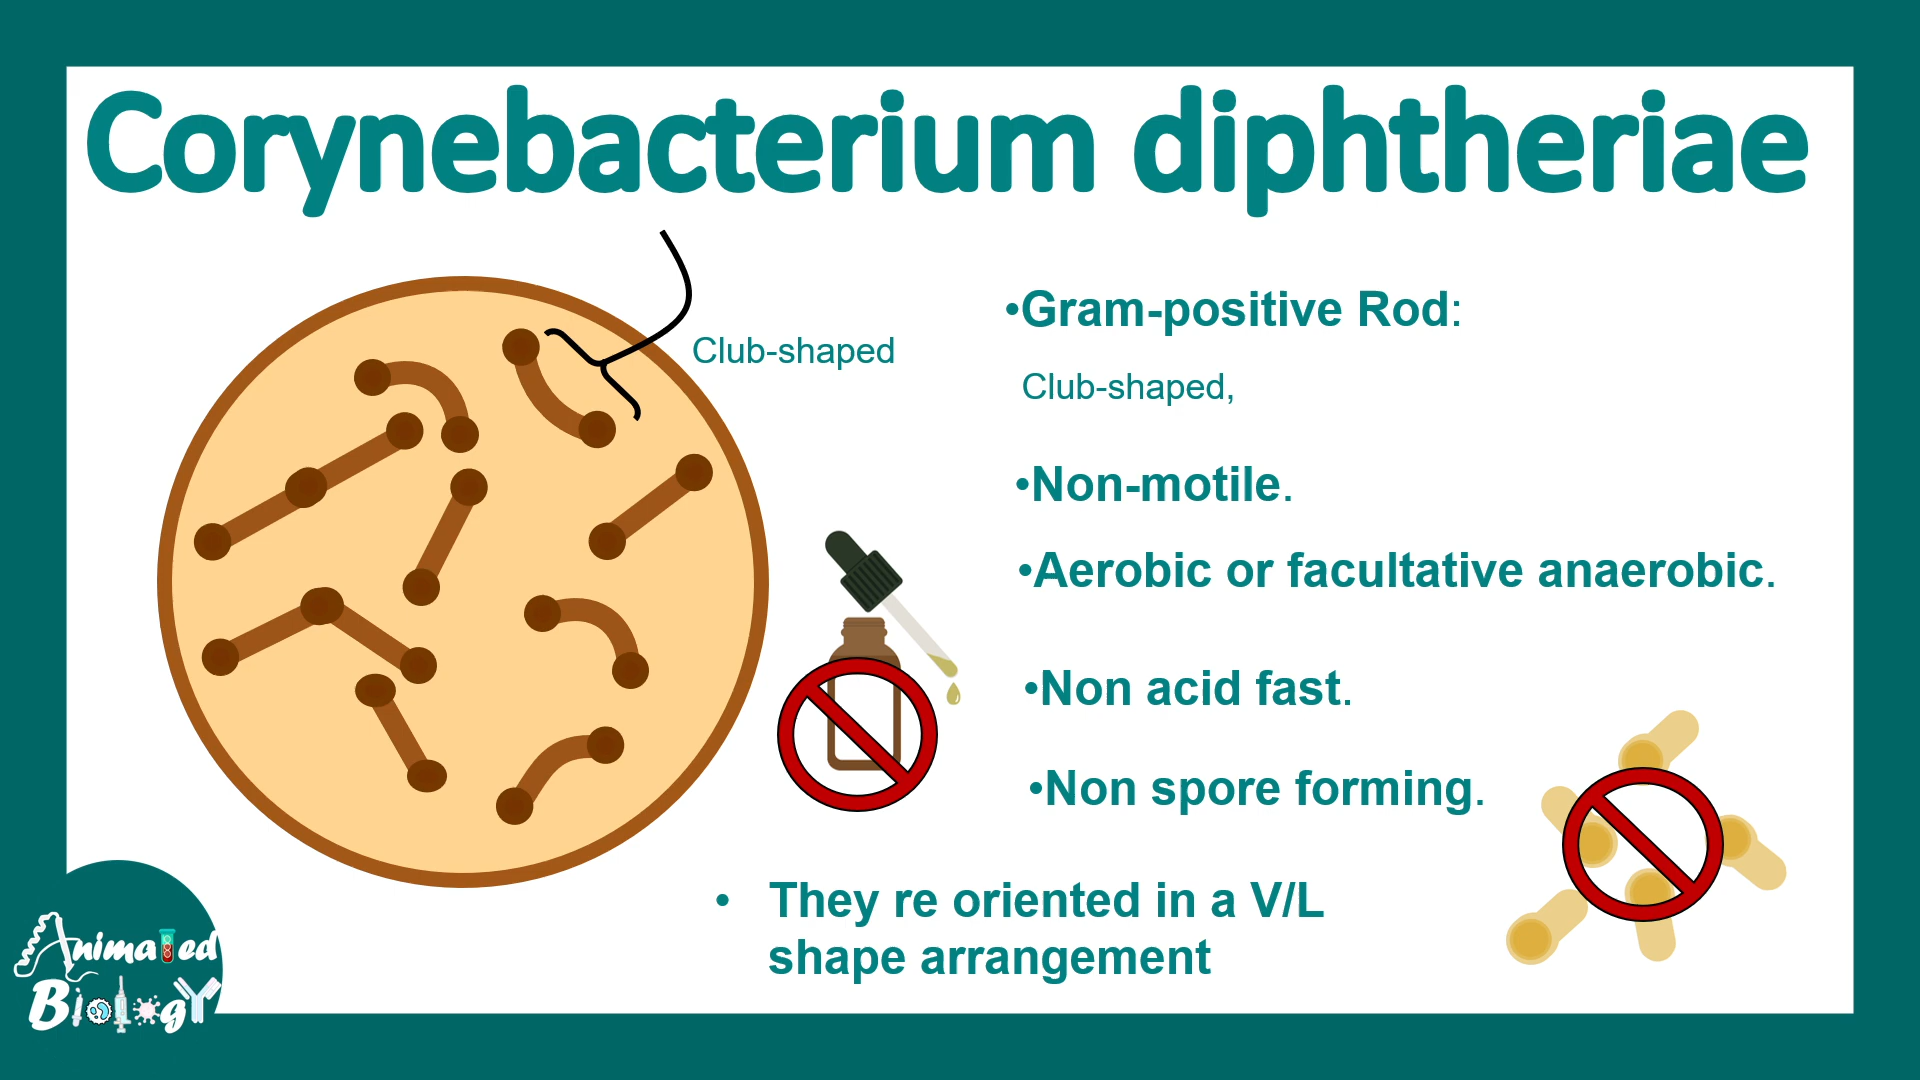 Corynebacterium diphtheriae
Club-shaped
•Gram-positive Rod:
Club-shaped,
•Non-motile.
•Aerobic or facultative anaerobic.
•Non acid fast.
•Non spore forming.
• They re oriented in a V/L
shape arrangement
Animated
Biology